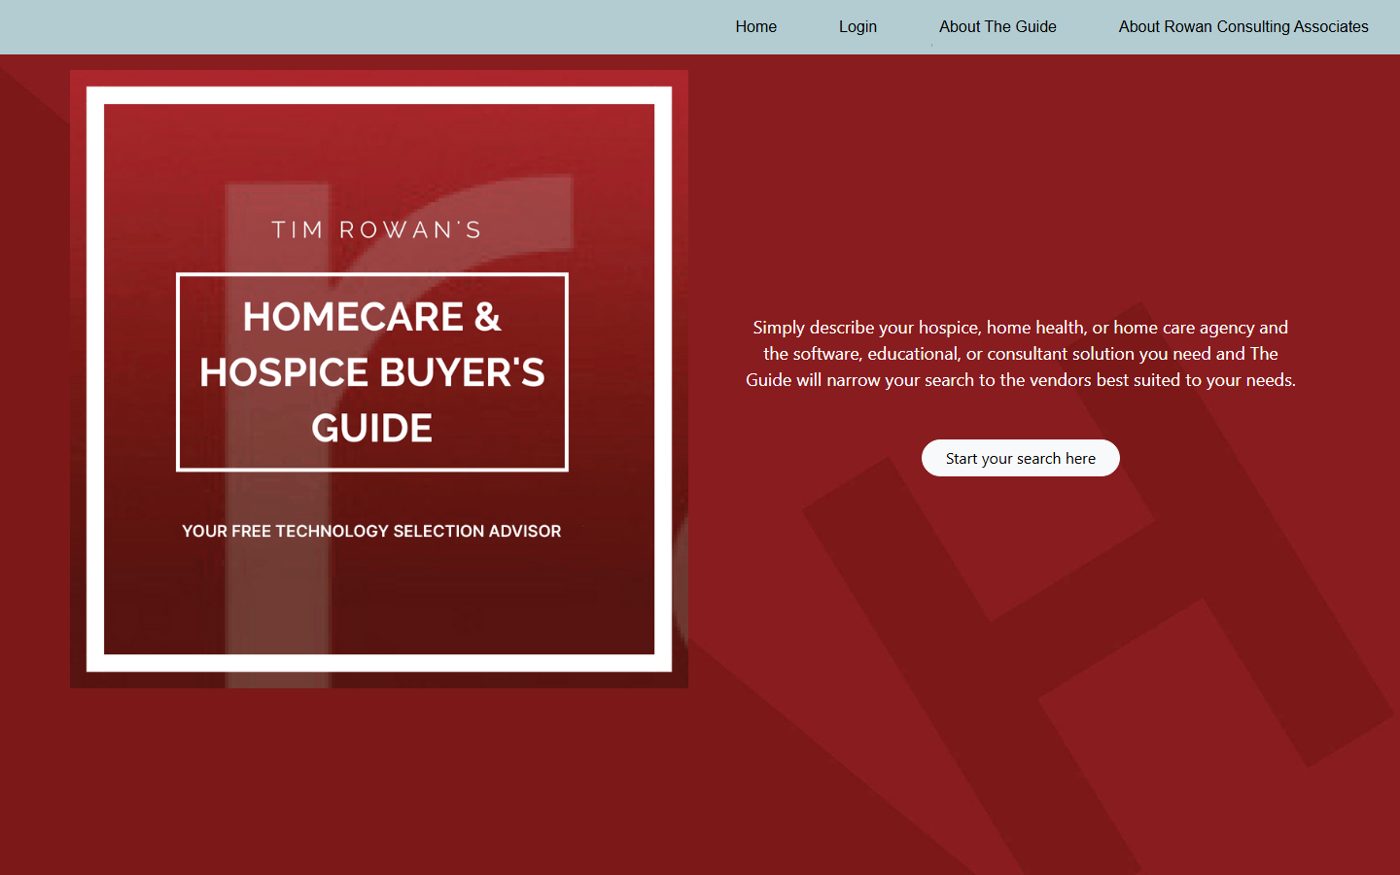 Home
Login
About The Guide
About Rowan Consulting Associates
TIM ROWAN'S
HOMECARE &
HOSPICE BUYER'S
GUIDE
YOUR FREE TECHNOLOGY SELECTION ADVISOR
Simply describe your hospice, home health, or home care agency and
the software, educational, or consultant solution you need and The
Guide will narrow your search to the vendors best suited to your needs.
Start your search here